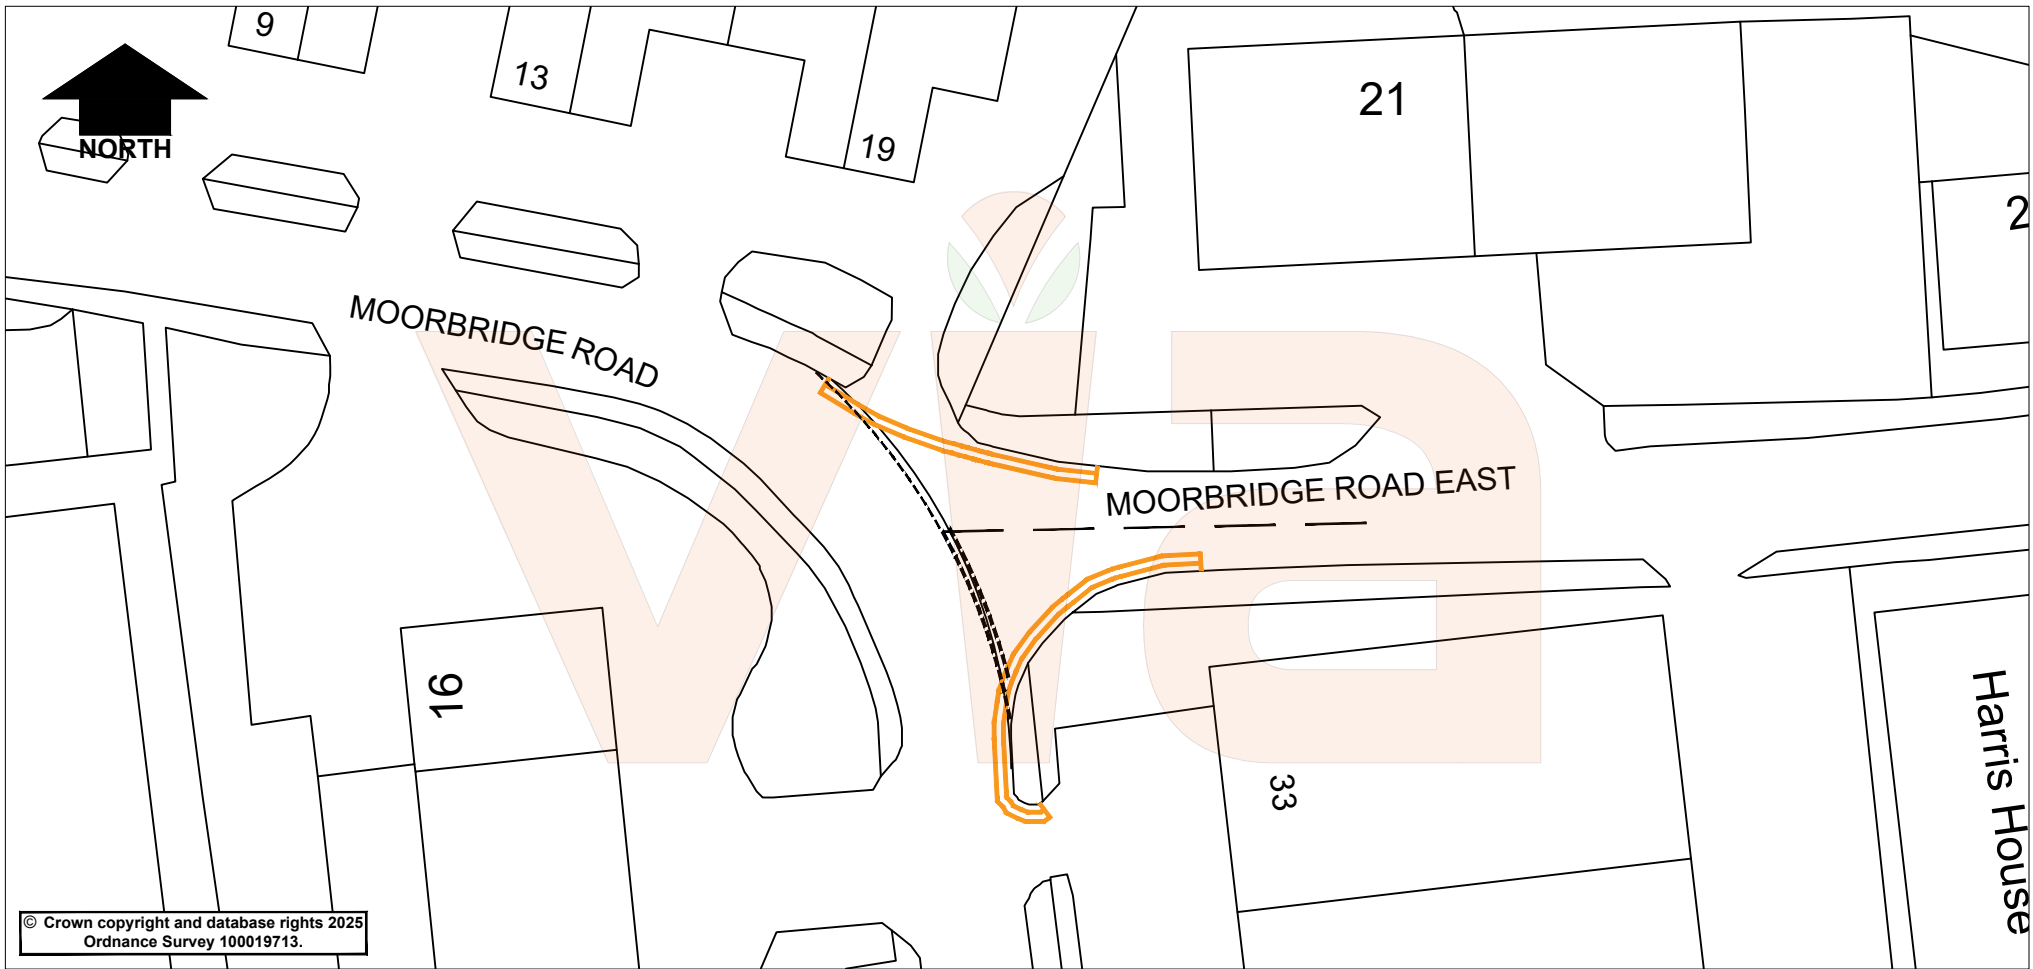 9
13
19
21
2
NORTH
MOORBRIDGE ROAD
MOORBRIDGE ROAD EAST
16
33
Harris House
via
© Crown copyright and database rights 2025
Ordnance Survey 100019713.